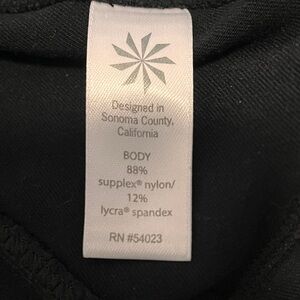 Designed in
Sonoma County,
California
BODY
88%
supplex® nylon/
12%
lycra® spandex
RN #54023